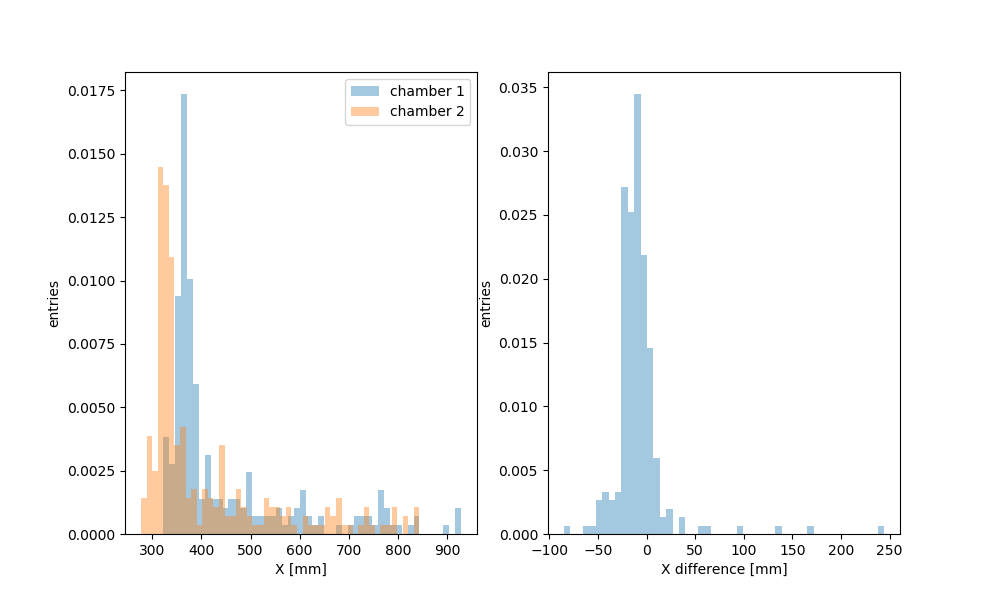 chamber 1
chamber 2
0.0175
0.0150
0.0125
0.0100
0.0075
0.0050
0.0025
0.0000
entries
300 400 500 600 700 800 900
X [mm]
0.035
0.030
0.025
0.020
0.015
0.010
0.005
0.000
entries
−100 −50 0 50 100 150 200 250
X difference [mm]